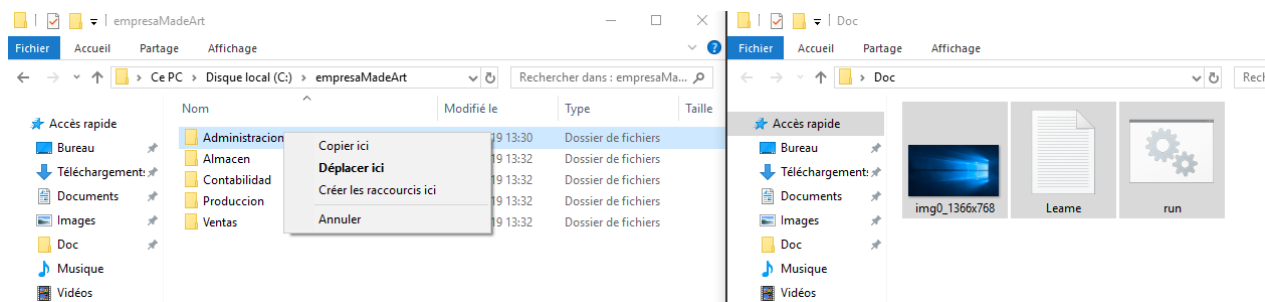 empresaMadeArt
Fichier Accueil Partage Affichage
Ce PC Disque local (C:) empresaMadeArt Rechercher dans : empresaMa...
Nom Modifié le Type Taille
Accès rapide
Bureau
Téléchargement:
Documents
Images
Doc
Musique
Vidéos
Administracion 19 13:30 Dossier de fichiers
Almacen 19 13:32 Dossier de fichiers
Contabilidad 19 13:32 Dossier de fichiers
Produccion 19 13:32 Dossier de fichiers
Ventas 19 13:32 Dossier de fichiers
Copier ici
Déplacer ici
Créer les raccourcis ici
Annuler
Doc
Fichier Accueil Partage Affichage
Doc Recl
Accès rapide
Bureau
Téléchargement:
Documents
Images
Doc
Musique
Vidéos
img0_1366x768 Leame run